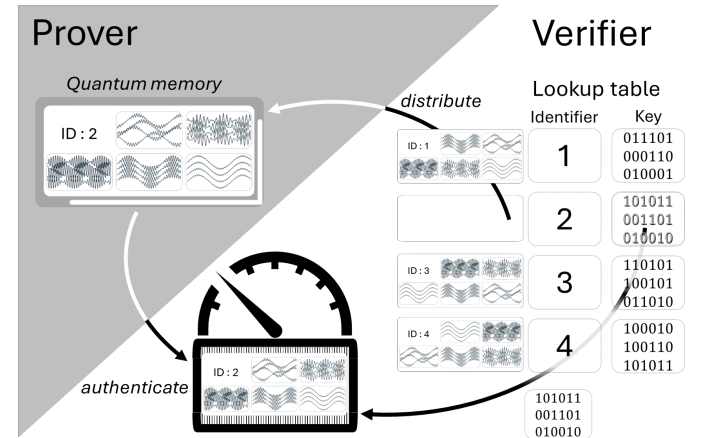 Prover
Verifier
Quantum memory
distribute
Lookup table
Identifier
Key
ID : 2
ID : 1
1
011101
000110
010001
2
101011
001101
010010
ID : 3
3
110101
100101
011010
ID : 4
4
100010
100110
101011
authenticate
ID : 2
101011
001101
010010